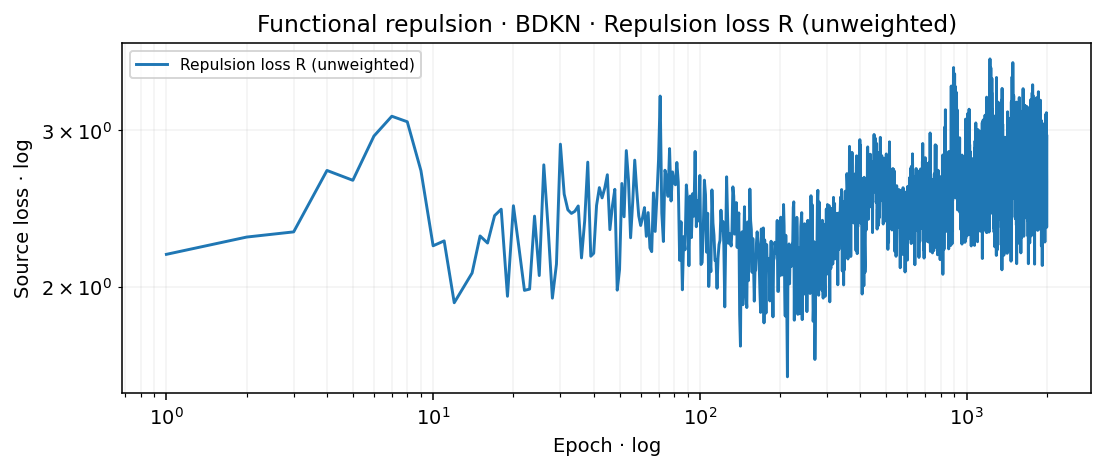 Functional repulsion · BDKN · Repulsion loss R (unweighted)
Repulsion loss R (unweighted)
Source loss · log
3 × 10⁰
2 × 10⁰
10⁰ 10¹ 10² 10³
Epoch · log